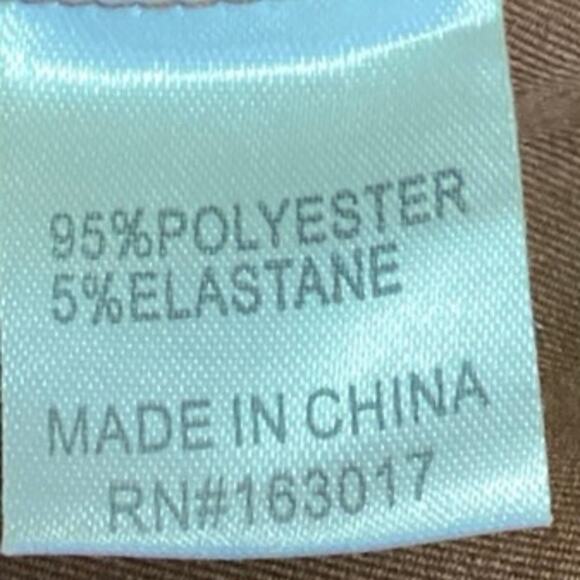 95%POLYESTER
5%ELASTANE
MADE IN CHINA
RN#163017